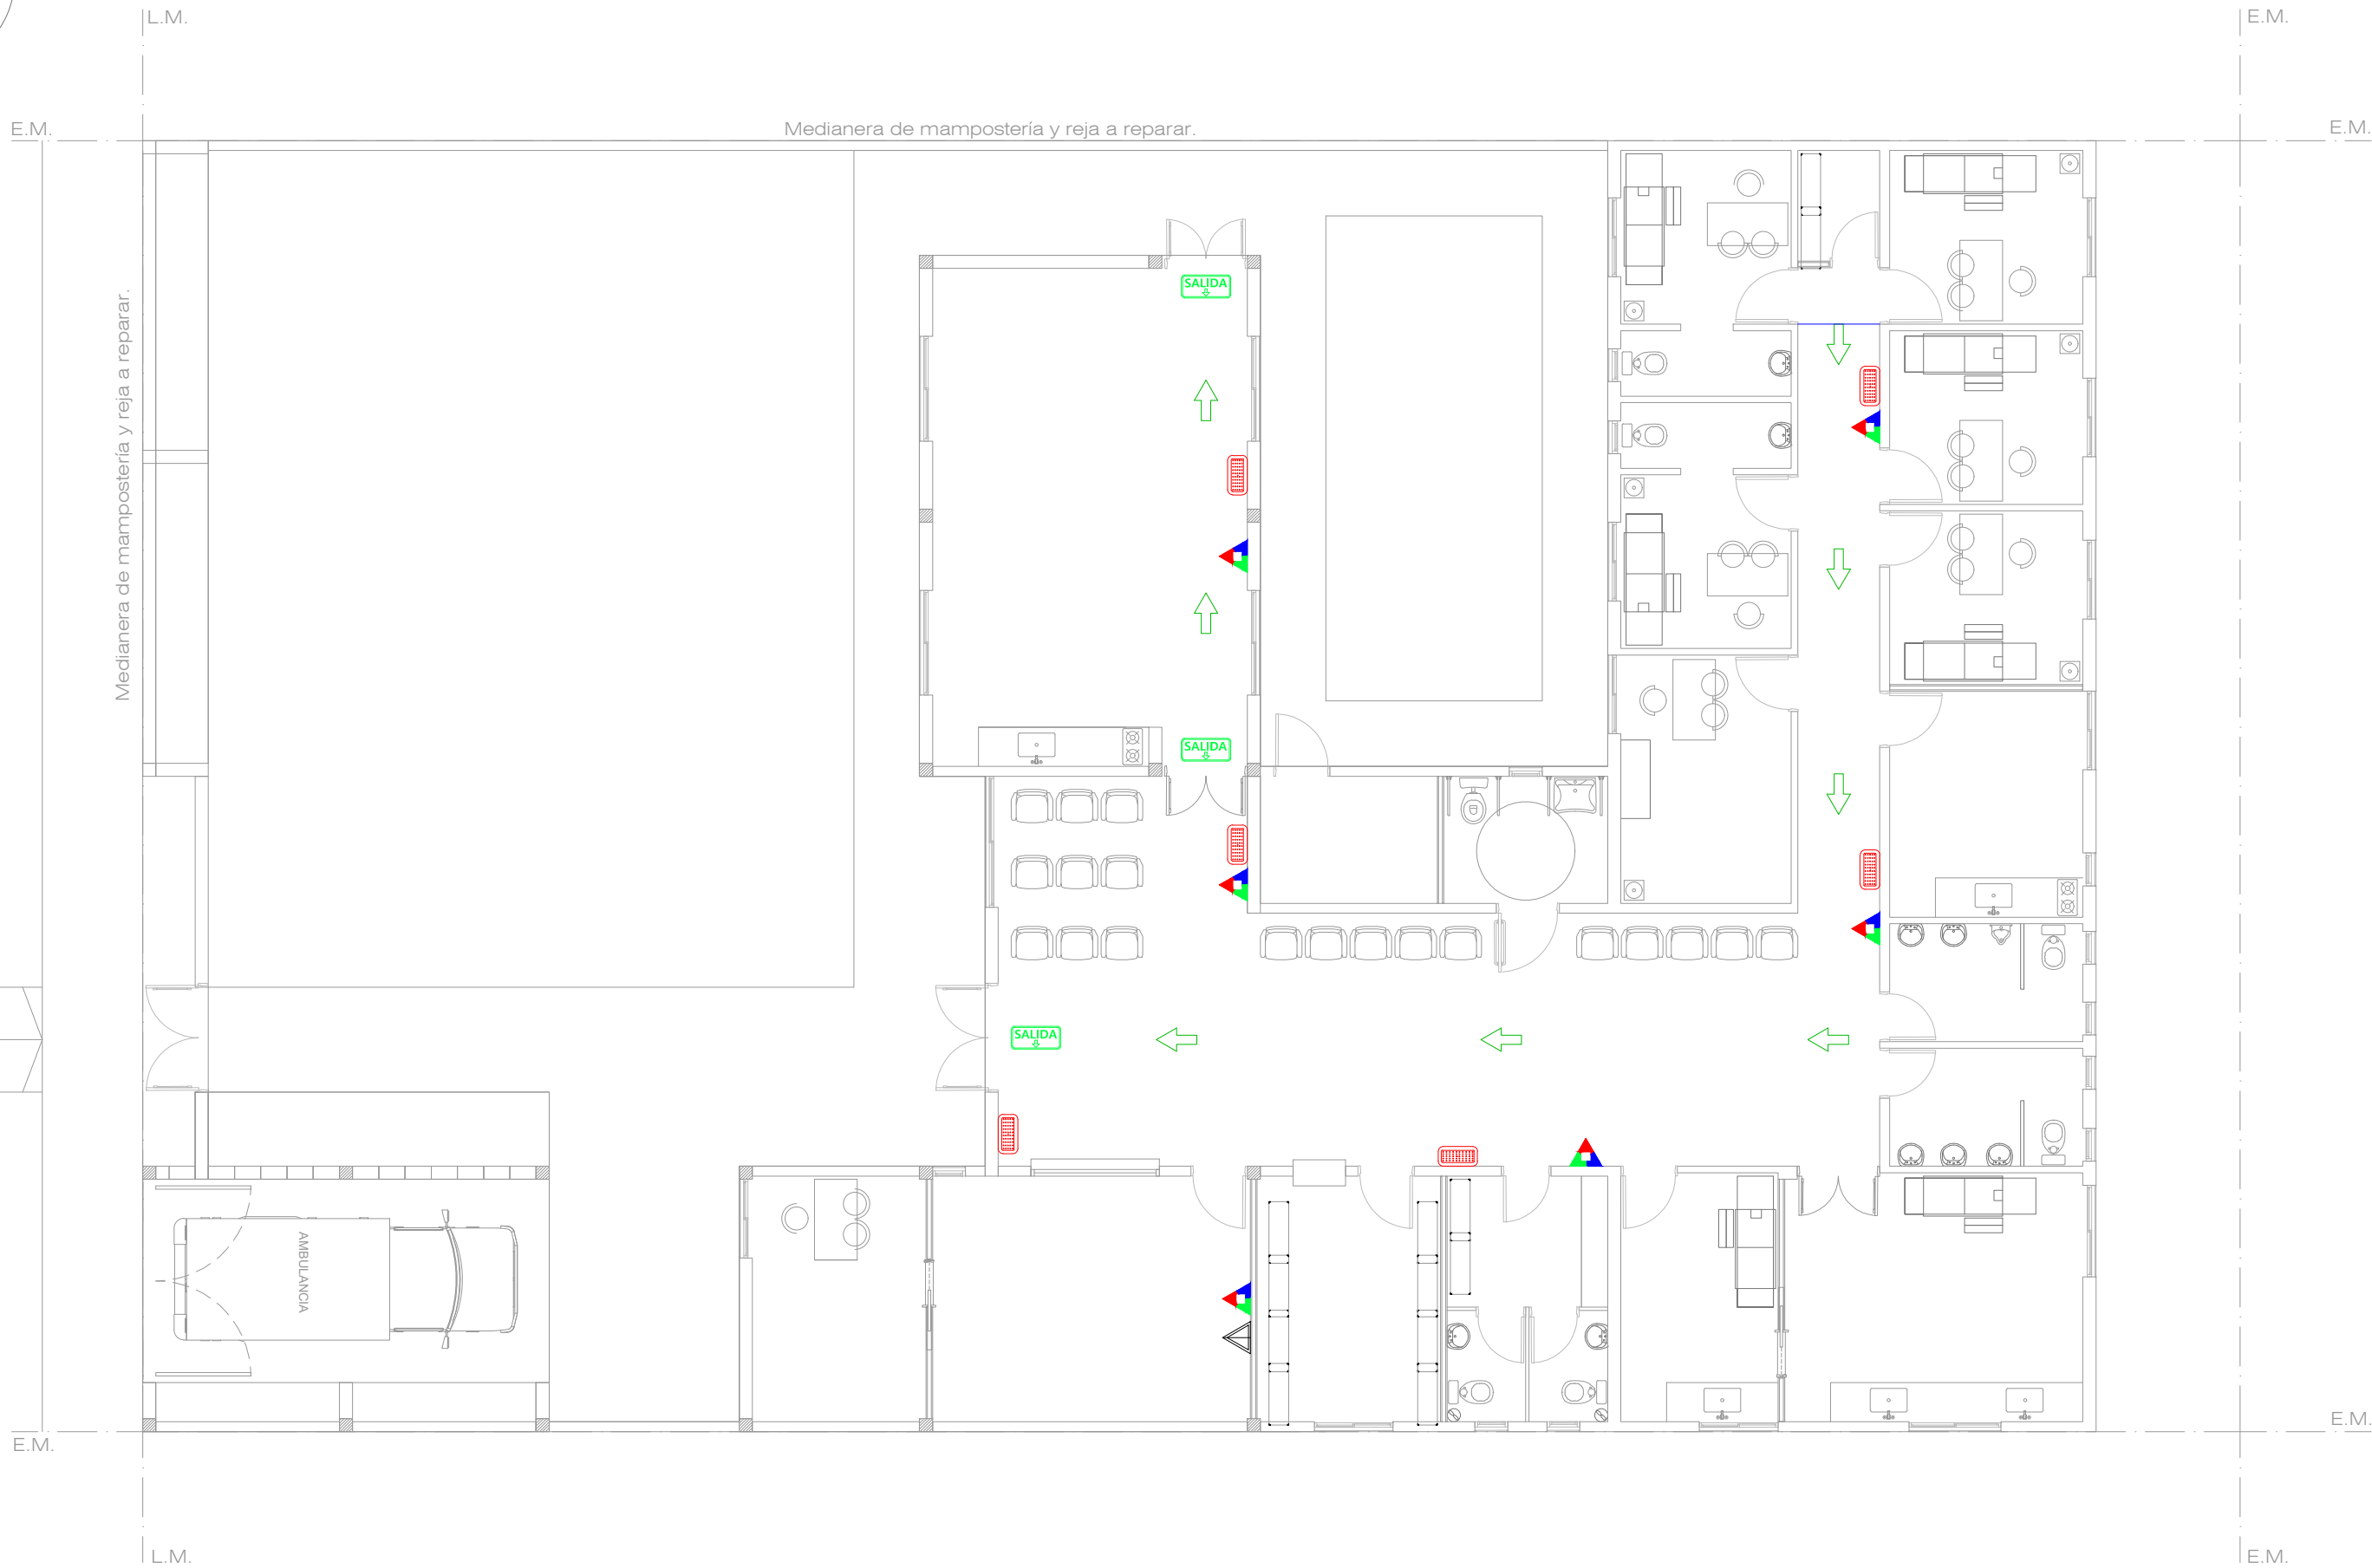 L.M.
E.M.
E.M.
Medianera de mampostería y reja a reparar.
E.M.
Medianera de mampostería y reja a reparar.
SALIDA
SALIDA
SALIDA
AMBULANCIA
E.M.
E.M.
L.M.
E.M.